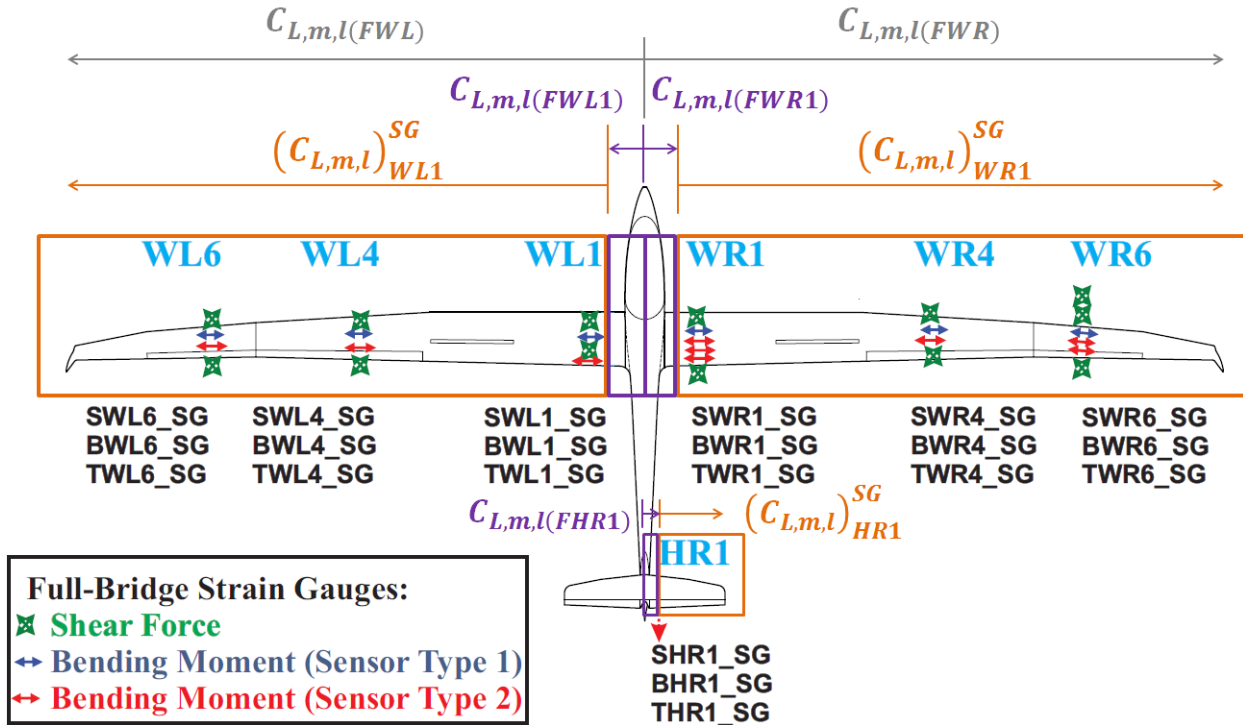 C_{L,m,l(FWL)} C_{L,m,l(FWR)}
C_{L,m,l(FWL1)} C_{L,m,l(FWR1)}
(C_{L,m,l})^{SG}_{WL1} (C_{L,m,l})^{SG}_{WR1}
WL6 WL4 WL1 WR1 WR4 WR6
SWL6_SG SWL4_SG SWL1_SG SWR1_SG SWR4_SG SWR6_SG
BWL6_SG BWL4_SG BWL1_SG BWR1_SG BWR4_SG BWR6_SG
TWL6_SG TWL4_SG TWL1_SG TWR1_SG TWR4_SG TWR6_SG
C_{L,m,l(FHR1)} (C_{L,m,l})^{SG}_{HR1}
HR1
Full-Bridge Strain Gauges:
Shear Force
Bending Moment (Sensor Type 1)
Bending Moment (Sensor Type 2)
SHR1_SG
BHR1_SG
THR1_SG